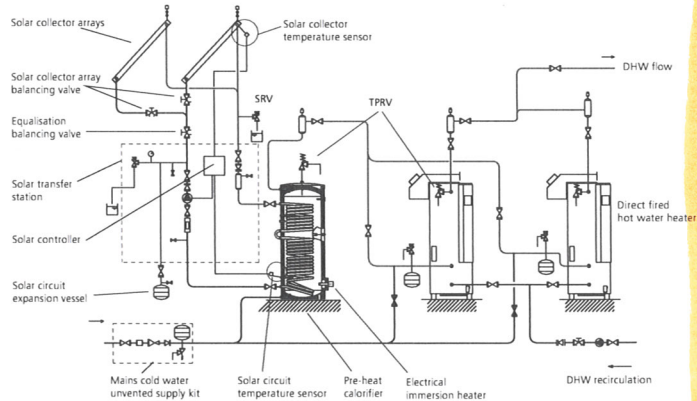 Solar collector arrays
Solar collector
temperature sensor
DHW flow
Solar collector array
balancing valve
SRV
TPRV
Equalisation
balancing valve
Solar transfer
station
Direct fired
hot water heater
Solar controller
Solar circuit
expansion vessel
Mains cold water
unvented supply kit
Solar circuit
temperature sensor
Pre-heat
calorifier
Electrical
immersion heater
DHW recirculation